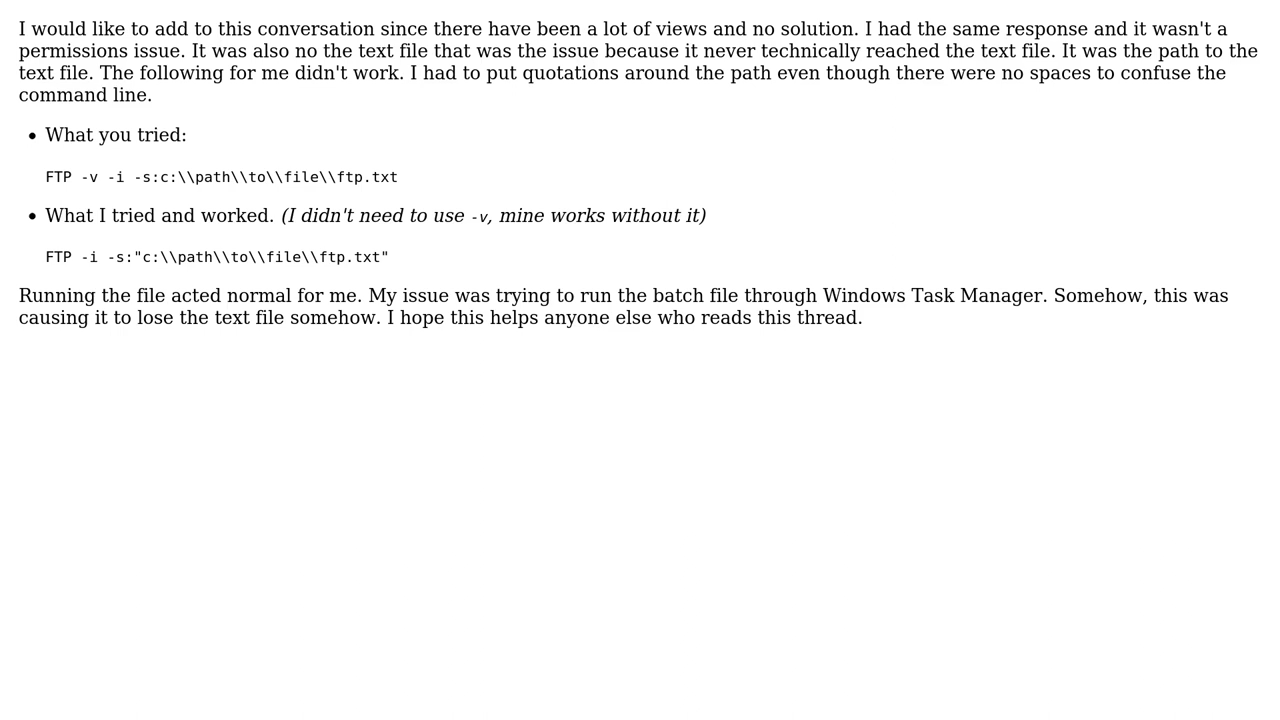 I would like to add to this conversation since there have been a lot of views and no solution. I had the same response and it wasn't a
permissions issue. It was also no the text file that was the issue because it never technically reached the text file. It was the path to the
text file. The following for me didn't work. I had to put quotations around the path even though there were no spaces to confuse the
command line.
• What you tried:
FTP -v -i -s:c:\\path\\to\\file\\ftp.txt
• What I tried and worked. (I didn't need to use -v, mine works without it)
FTP -i -s:"c:\\path\\to\\file\\ftp.txt"
Running the file acted normal for me. My issue was trying to run the batch file through Windows Task Manager. Somehow, this was
causing it to lose the text file somehow. I hope this helps anyone else who reads this thread.